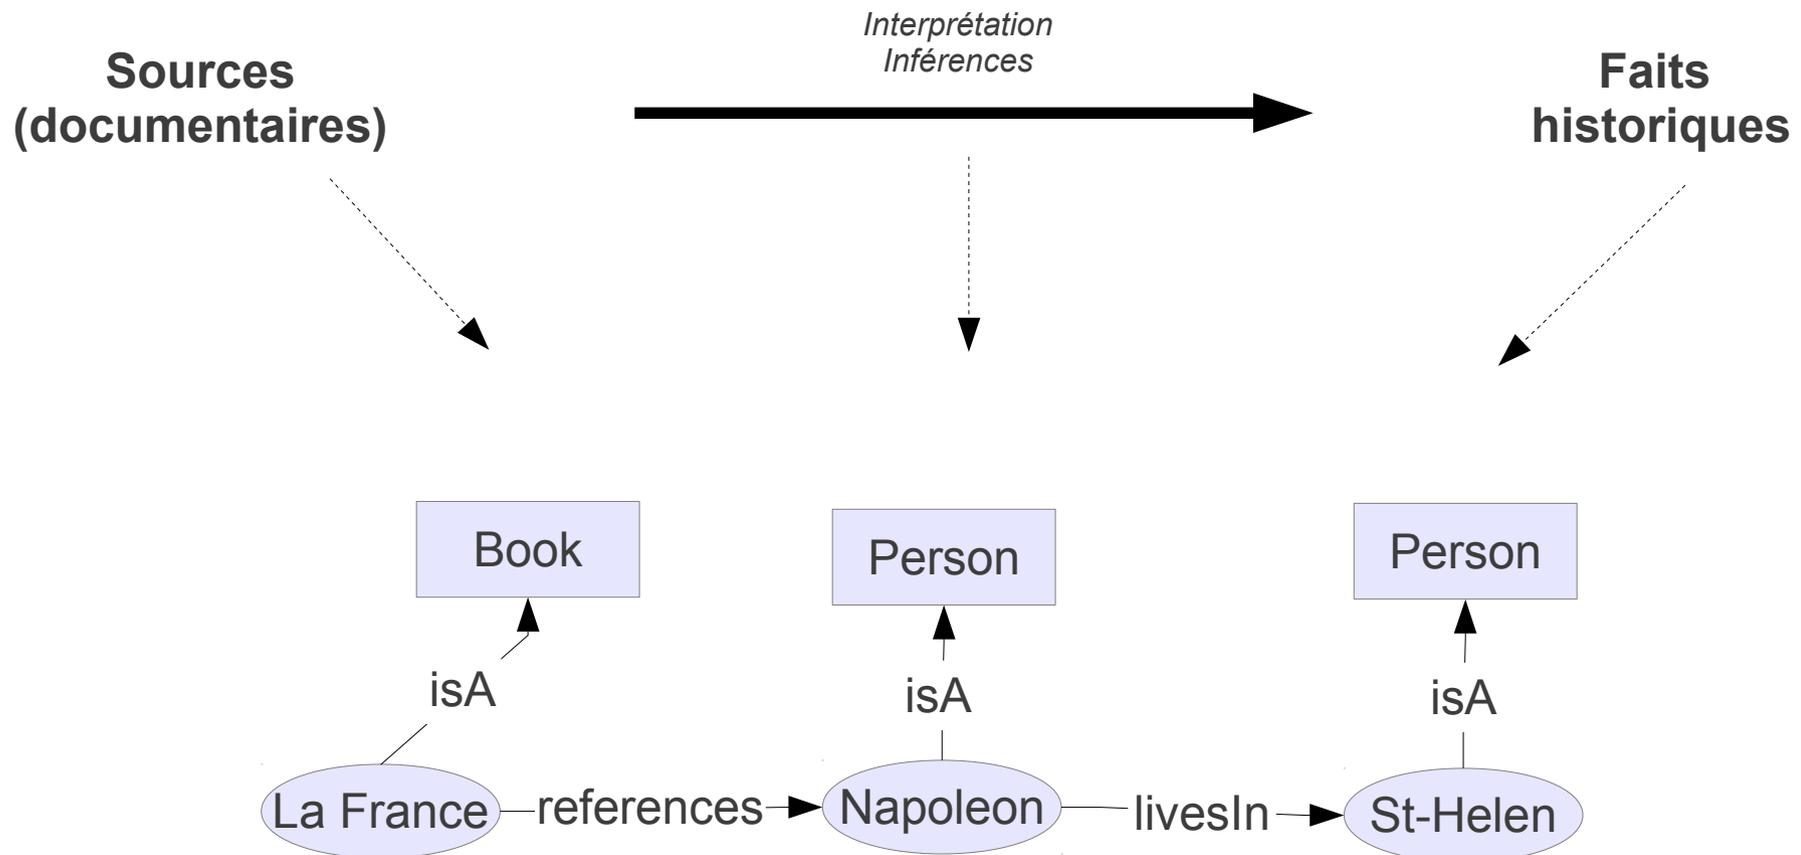 Interprétation
Inférences
Sources
(documentaires)
Faits
historiques
Book
Person
Person
isA
isA
isA
La France
references
Napoleon
livesIn
St-Helen